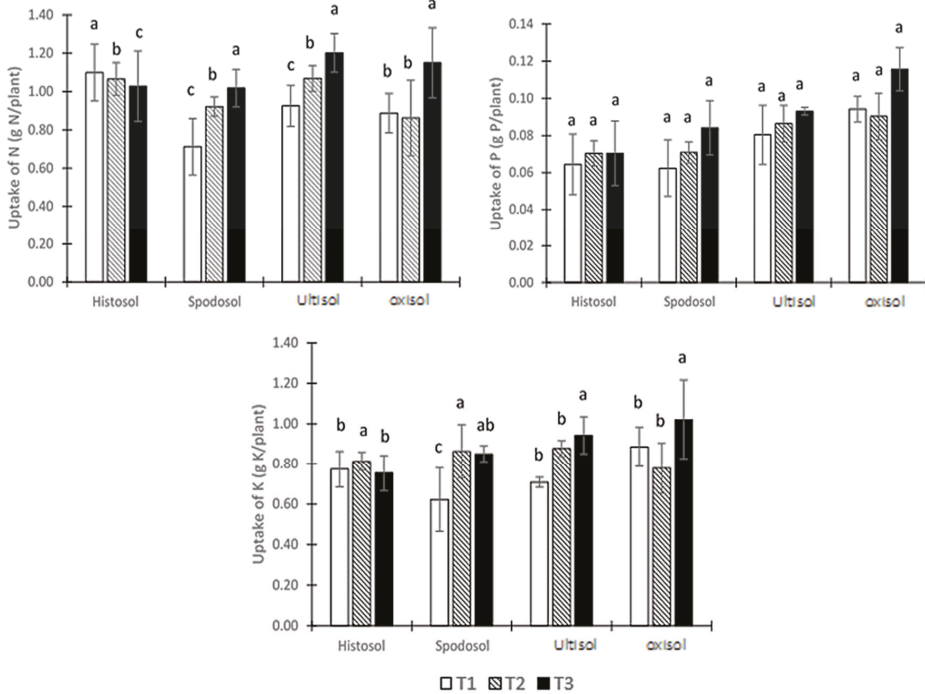 Uptake of N (g N/plant)
1.40
1.20
1.00
0.80
0.60
0.40
0.20
0.00
a b c
c b a
c b a
b b a
Histosol Spodosol Ultisol oxisol
Uptake of P (g P/plant)
0.14
0.12
0.10
0.08
0.06
0.04
0.02
0.00
a a a
a a a
a a a
a a a
Histosol Spodosol Ultisol oxisol
Uptake of K (g K/plant)
1.40
1.20
1.00
0.80
0.60
0.40
0.20
0.00
b a b
c a ab
b b a
b b a
Histosol Spodosol Ultisol oxisol
T1 T2 T3